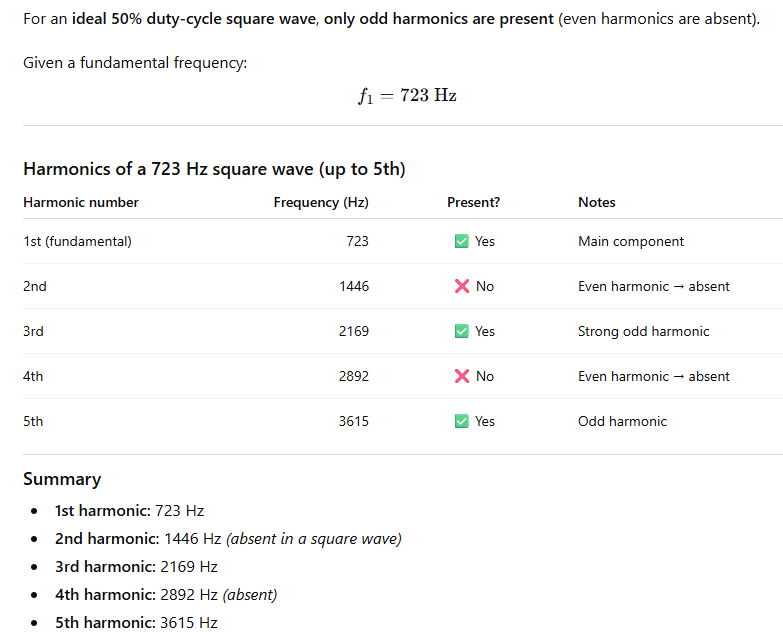 For an ideal 50% duty-cycle square wave, only odd harmonics are present (even harmonics are absent).
Given a fundamental frequency:
f₁ = 723 Hz
Harmonics of a 723 Hz square wave (up to 5th)
Harmonic number Frequency (Hz) Present? Notes
1st (fundamental) 723 ✅ Yes Main component
2nd 1446 ❌ No Even harmonic → absent
3rd 2169 ✅ Yes Strong odd harmonic
4th 2892 ❌ No Even harmonic → absent
5th 3615 ✅ Yes Odd harmonic
Summary
• 1st harmonic: 723 Hz
• 2nd harmonic: 1446 Hz (absent in a square wave)
• 3rd harmonic: 2169 Hz
• 4th harmonic: 2892 Hz (absent)
• 5th harmonic: 3615 Hz